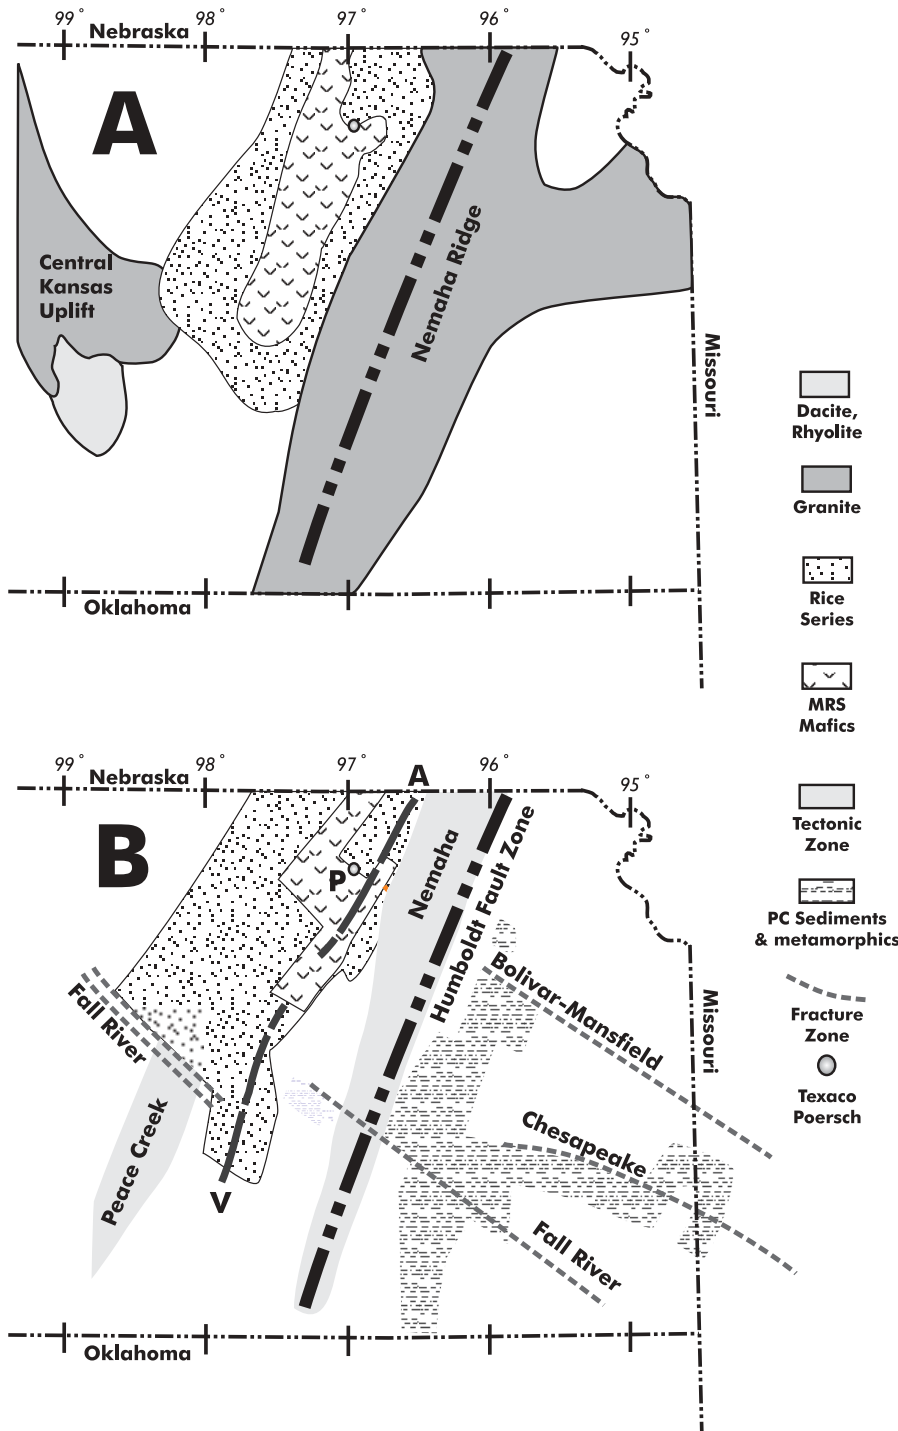 99°
98°
97°
96°
95°
Nebraska
A
Central
Kansas
Uplift
Nemaha Ridge
Missouri
Oklahoma
Dacite,
Rhyolite
Granite
Rice
Series
MRS
Mafics
Tectonic
Zone
PC Sediments
& metamorphics
Fracture
Zone
Texaco
Poersch
99°
98°
97°
96°
95°
Nebraska
A
B
P
Nemaha
Humboldt Fault Zone
Bolivar-Mansfield
Fall River
Missouri
Chesapeake
Peace Creek
V
Fall River
Oklahoma